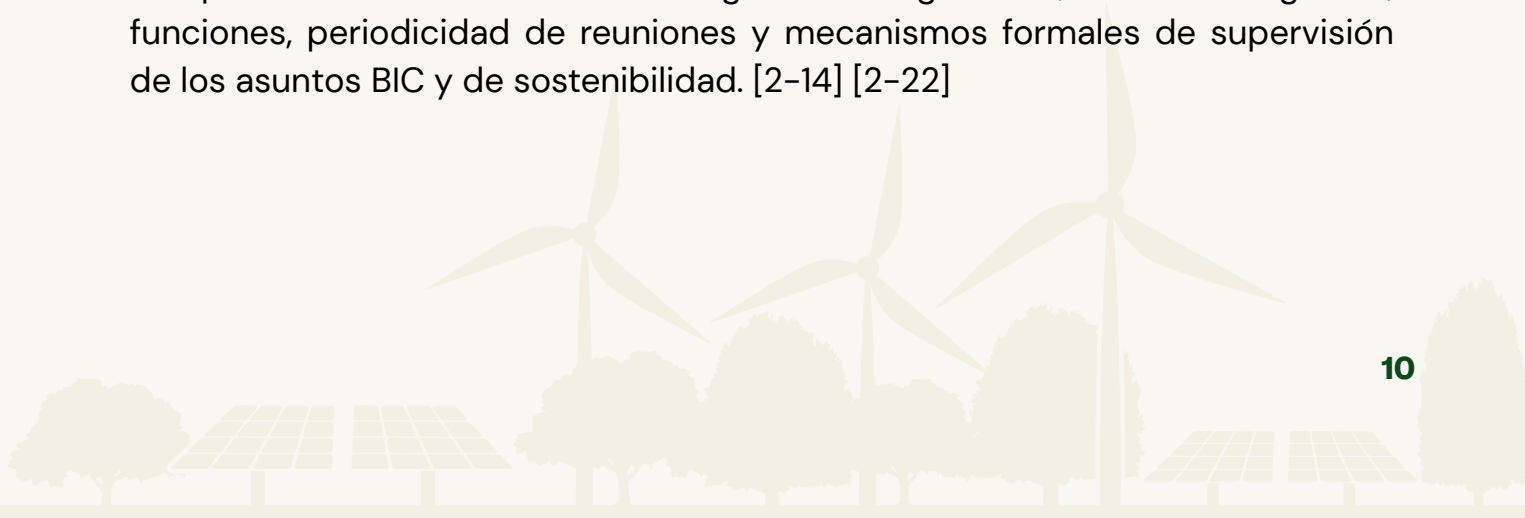 funciones, periodicidad de reuniones y mecanismos formales de supervisión
de los asuntos BIC y de sostenibilidad. [2-14] [2-22]
10